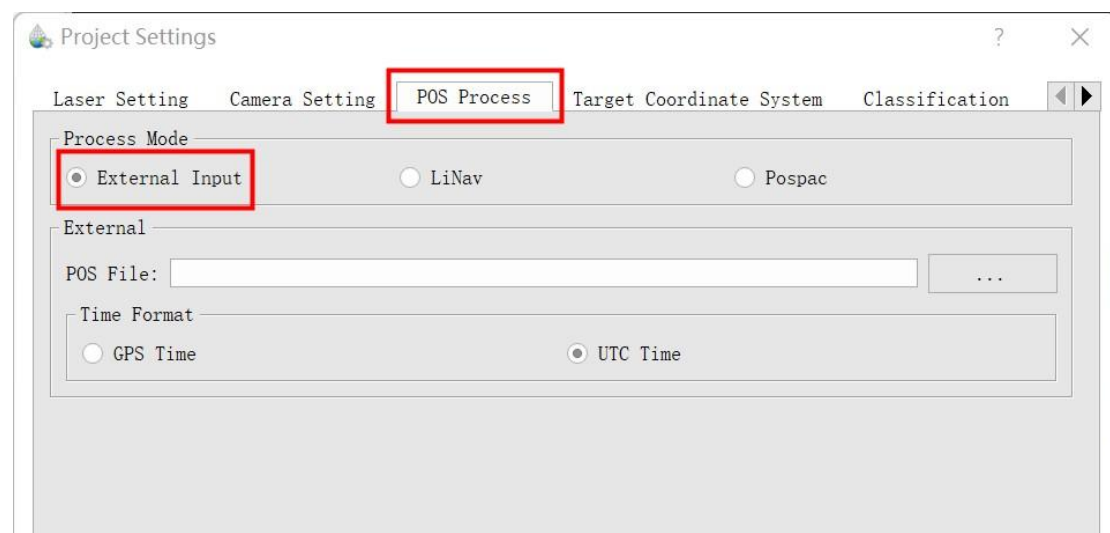 Project Settings
Laser Setting Camera Setting POS Process Target Coordinate System Classification
Process Mode
External Input LiNav Pospac
External
POS File: ...
Time Format
GPS Time UTC Time